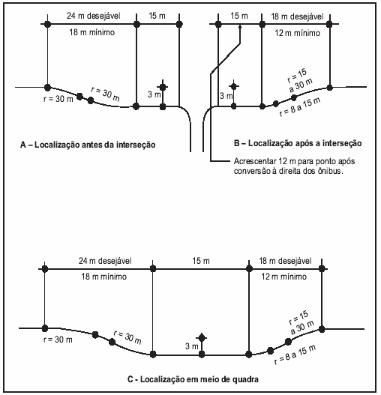 24 m desejável
15 m
18 m mínimo
r = 30 m
r = 30 m
3 m
A – Localização antes da interseção
15 m
18 m desejável
12 m mínimo
3 m
r = 15
a 30 m
r = 8 a 15 m
B – Localização após a interseção
Acrescentar 12 m para ponto após
conversão à direita dos ônibus.
24 m desejável
15 m
18 m desejável
18 m mínimo
12 m mínimo
r = 30 m
r = 30 m
3 m
r = 15
a 30 m
r = 8 a 15 m
C - Localização em meio de quadra